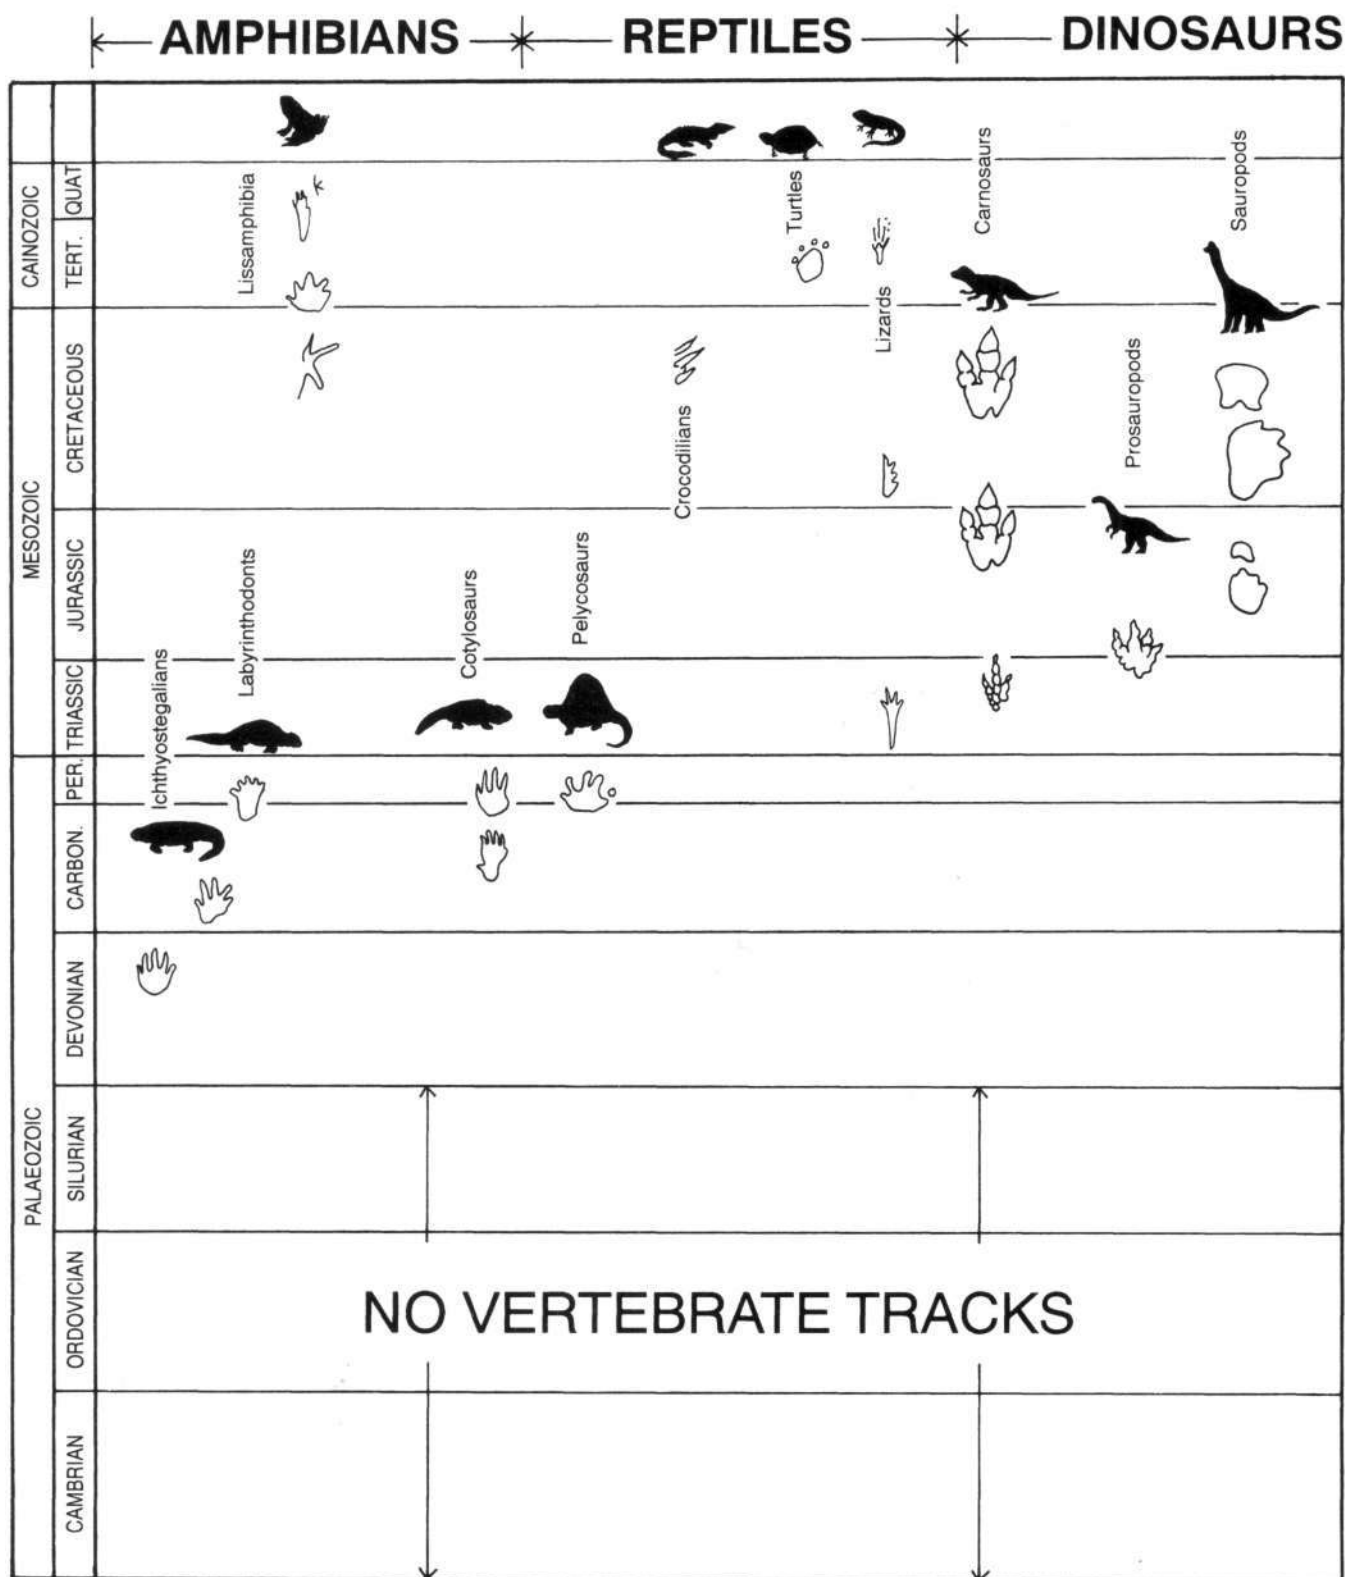 AMPHIBIANS
REPTILES
DINOSAURS
CAINOZOIC
QUAT
TERT.
MESOZOIC
CRETACEOUS
JURASSIC
TRIASSIC
PALAEOZOIC
PER.
CARBON.
DEVONIAN
SILURIAN
ORDOVICIAN
CAMBRIAN
Ichthyostegalians
Labyrinthodonts
Lissamphibia
Cotylosaurs
Pelycosaurs
Crocodilians
Turtles
Lizards
Carnosaurs
Prosauropods
Sauropods
NO VERTEBRATE TRACKS